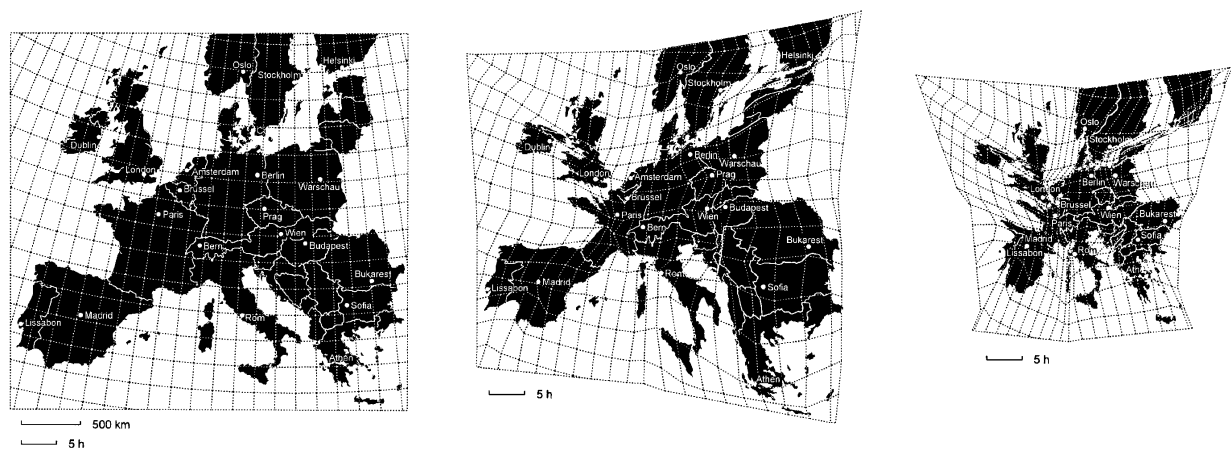 Oslo
Stockholm
Helsinki
Dublin
London
Amsterdam
Berlin
Warschau
Brüssel
Paris
Prag
Wien
Bern
Budapest
Bukarest
Sofia
Madrid
Lissabon
Rom
Athen
500 km
5 h
Helsinki
Oslo
Stockholm
Dublin
London
Berlin
Warschau
Amsterdam
Prag
Brüssel
Paris
Wien
Budapest
Bern
Bukarest
Rom
Madrid
Lissabon
Sofia
Athen
5 h
Oslo
Stockholm
London
Berlin
Warschau
Brüssel
Paris
Wien
Bukarest
Sofia
Madrid
Lissabon
Rom
Athen
5 h